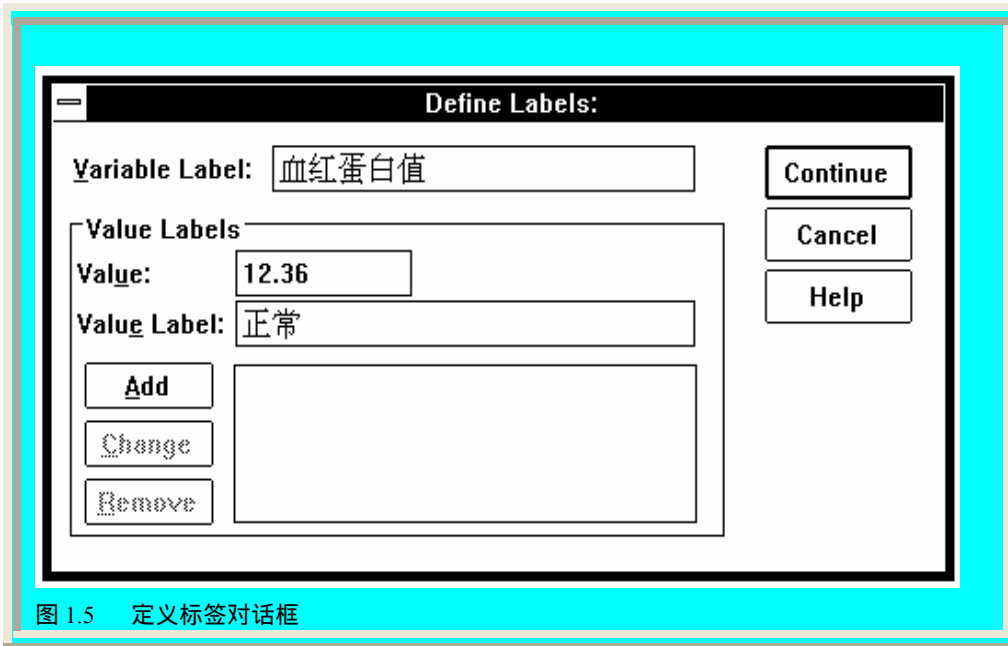 Define Labels:
Variable Label: 血红蛋白值
Continue
Value Labels
Cancel
Value: 12.36
Help
Value Label: 正常
Add
Change
Remove
图 1.5 定义标签对话框